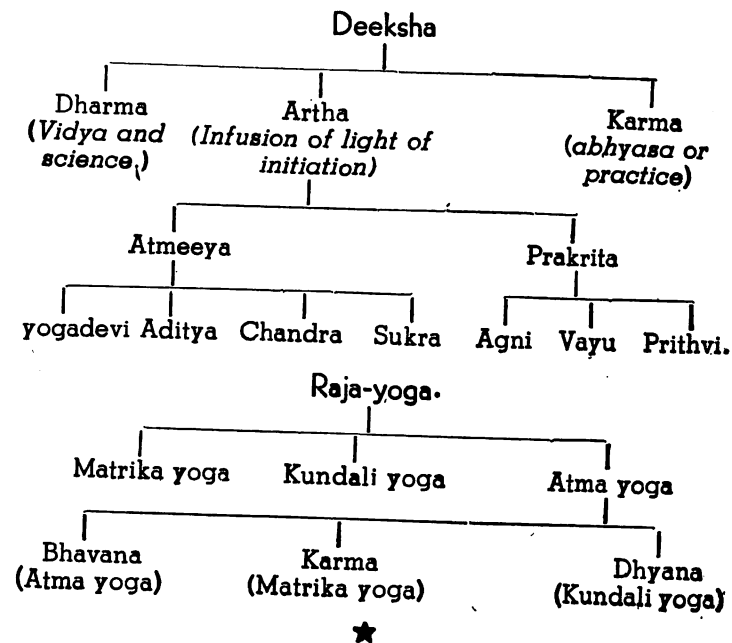 Deeksha
Dharma
(Vidya and
science,)
Artha
(Infusion of light of
initiation)
Karma
(abhyasa or
practice)
Atmeeya
Prakrita
yogadevi Aditya Chandra Sukra Agni Vayu Prithvi.
Raja-yoga.
Matrika yoga Kundali yoga Atma yoga
Bhavana
(Atma yoga)
Karma
(Matrika yoga)
Dhyana
(Kundali yoga)